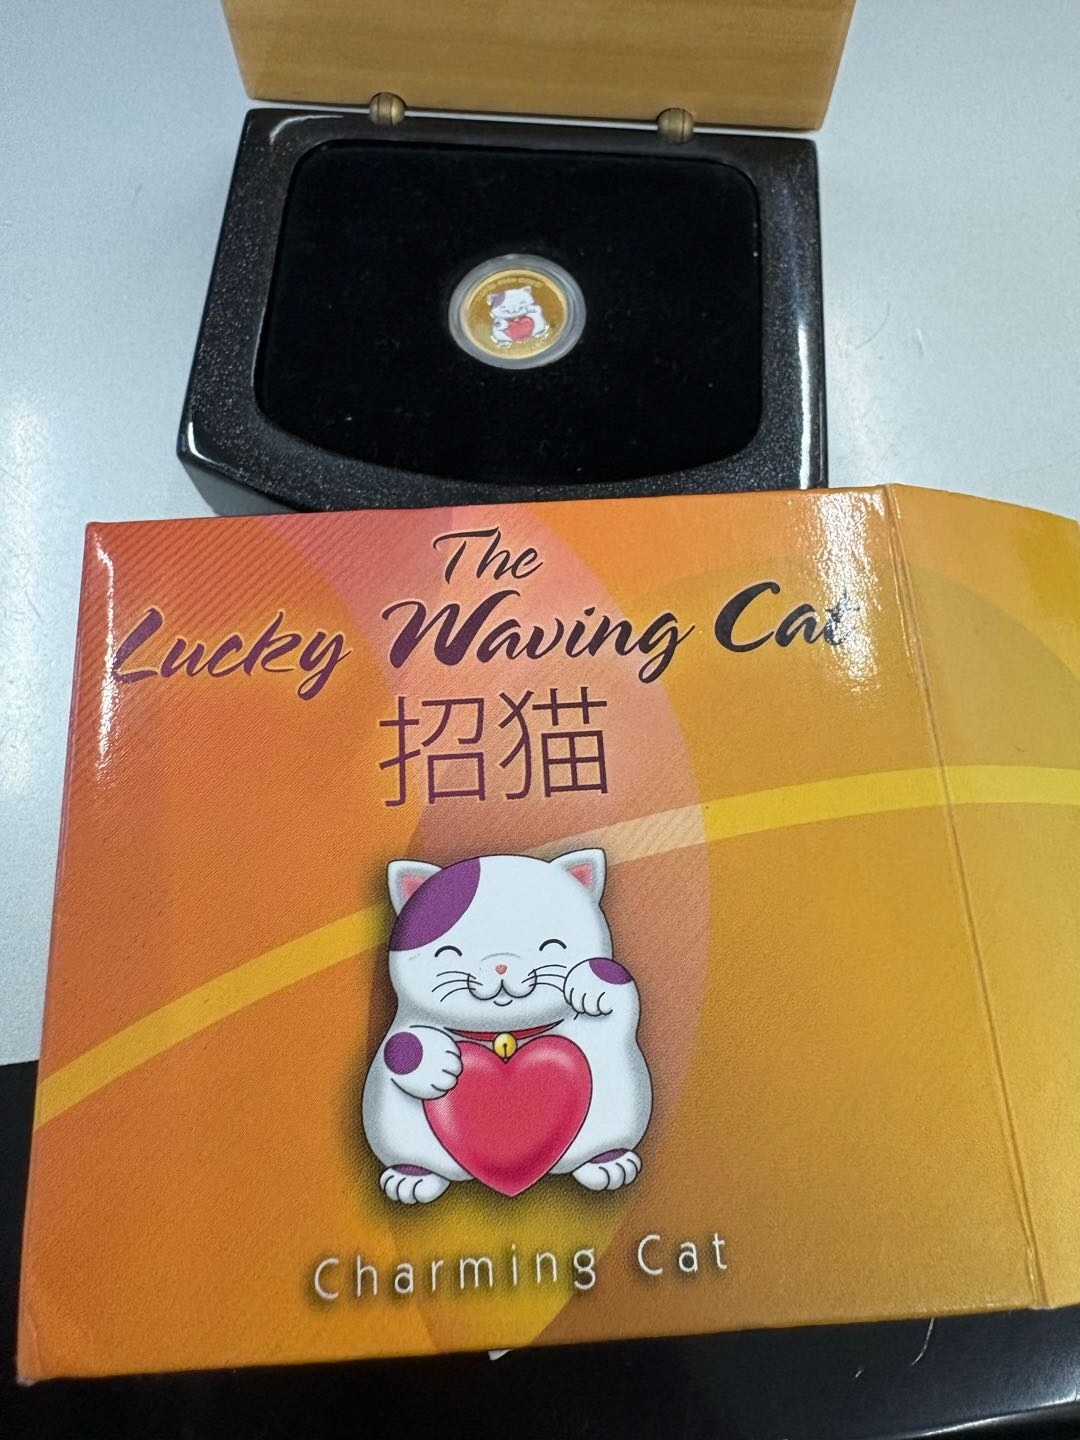 The
Lucky Waving Cat
招猫
Charming Cat